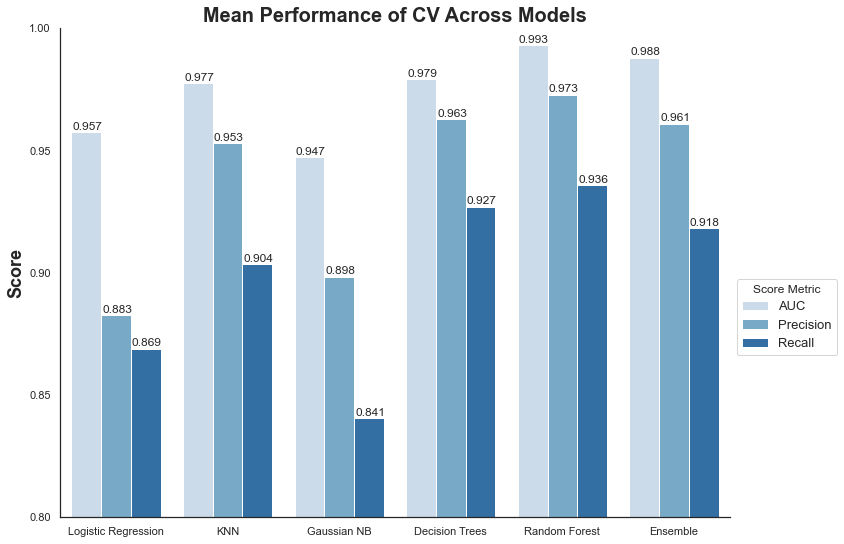 Mean Performance of CV Across Models
Score
1.00
0.95
0.90
0.85
0.80
0.957
0.883
0.869
0.977
0.953
0.904
0.947
0.898
0.841
0.979
0.963
0.927
0.993
0.973
0.936
0.988
0.961
0.918
Logistic Regression
KNN
Gaussian NB
Decision Trees
Random Forest
Ensemble
Score Metric
AUC
Precision
Recall